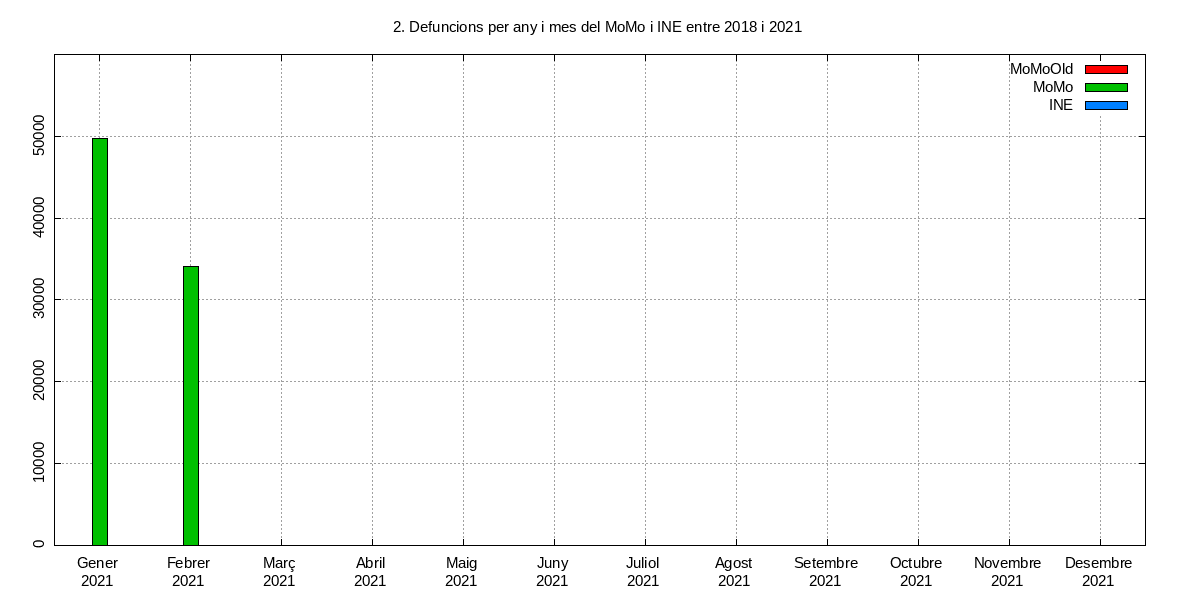 2. Defuncions per any i mes del MoMo i INE entre 2018 i 2021
MoMoOld
MoMo
INE
50000
40000
30000
20000
10000
0
Gener
2021
Febrer
2021
Març
2021
Abril
2021
Maig
2021
Juny
2021
Juliol
2021
Agost
2021
Setembre
2021
Octubre
2021
Novembre
2021
Desembre
2021